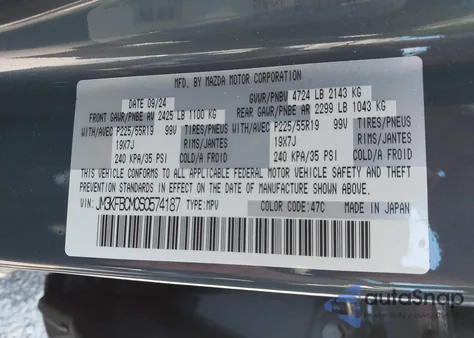 MFD. BY MAZDA MOTOR CORPORATION
DATE 09/24 GVWR/PNBV 4724 LB 2143 KG
FRONT GAWR/PNBE AV 2425 LB 1100 KG REAR GAWR/PNBE AR 2299 LB 1043 KG
WITH/AVEC P225/55R19 99V TIRES/PNEUS WITH/AVEC P225/55R19 99V TIRES/PNEUS
19X7J RIMS/JANTES 19X7J RIMS/JANTES
240 KPA/35 PSI COLD/A FROID 240 KPA/35 PSI COLD/A FROID
THIS VEHICLE CONFORMS TO ALL APPLICABLE FEDERAL MOTOR VEHICLE SAFETY AND THEFT
PREVENTION STANDARDS IN EFFECT ON THE DATE OF MANUFACTURE SHOWN ABOVE.
VIN: JM3KFBCM0S0574187 TYPE:MPV COLOR CODE:47C MADE IN JAPAN
autoSnap